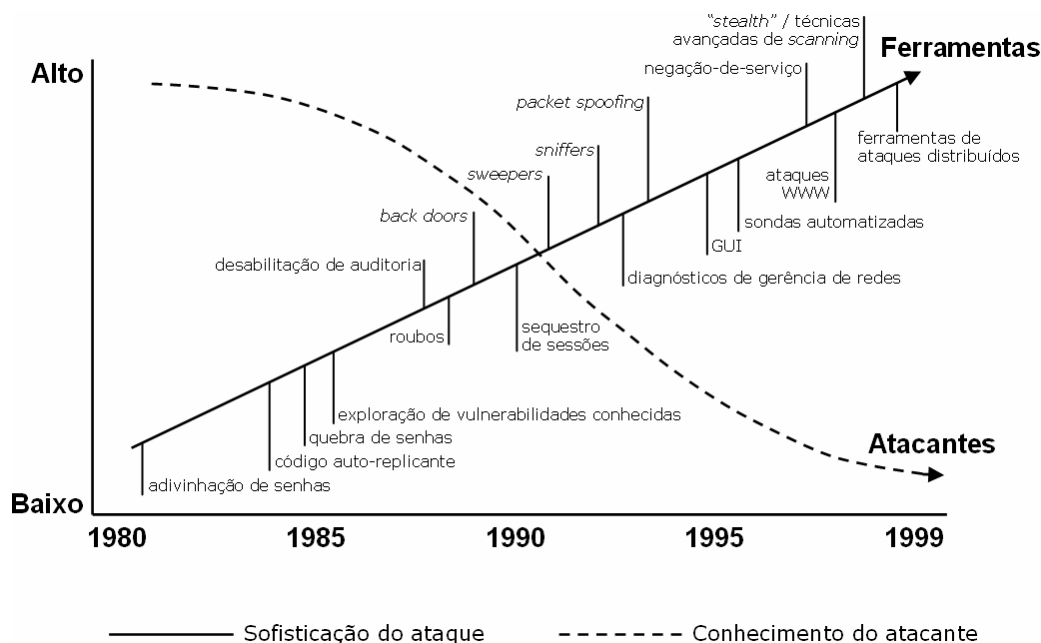 “stealth” / técnicas
avançadas de scanning
Ferramentas
Alto
negação-de-serviço
packet spoofing
ferramentas de
ataques distribuídos
sniffers
sweepers
ataques
WWW
back doors
sondas automatizadas
GUI
desabilitação de auditoria
diagnósticos de gerência de redes
roubos
sequestro
de sessões
exploração de vulnerabilidades conhecidas
quebra de senhas
Atacantes
código auto-replicante
adivinhação de senhas
Baixo
1980 1985 1990 1995 1999
Sofisticação do ataque
Conhecimento do atacante